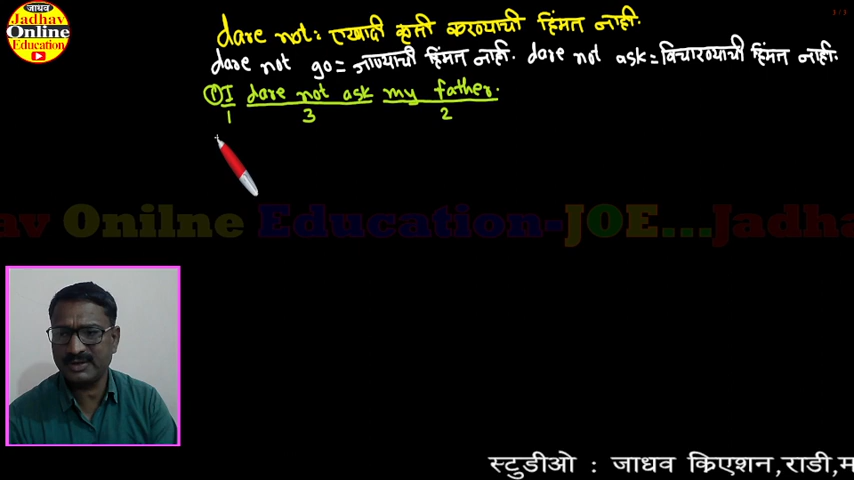 जाधव
Jadhav
Online
Education
dare not: एखादी कृती करण्याची हिंमत नाही.
dare not go = जाण्याची हिंमत नाही. dare not ask = विचारण्याची हिंमत नाही.
① I dare not ask my father.
1 3 2
av Onilne Education-JOE...Jadha
स्टुडीओ : जाधव क्रिएशन,राडी,म